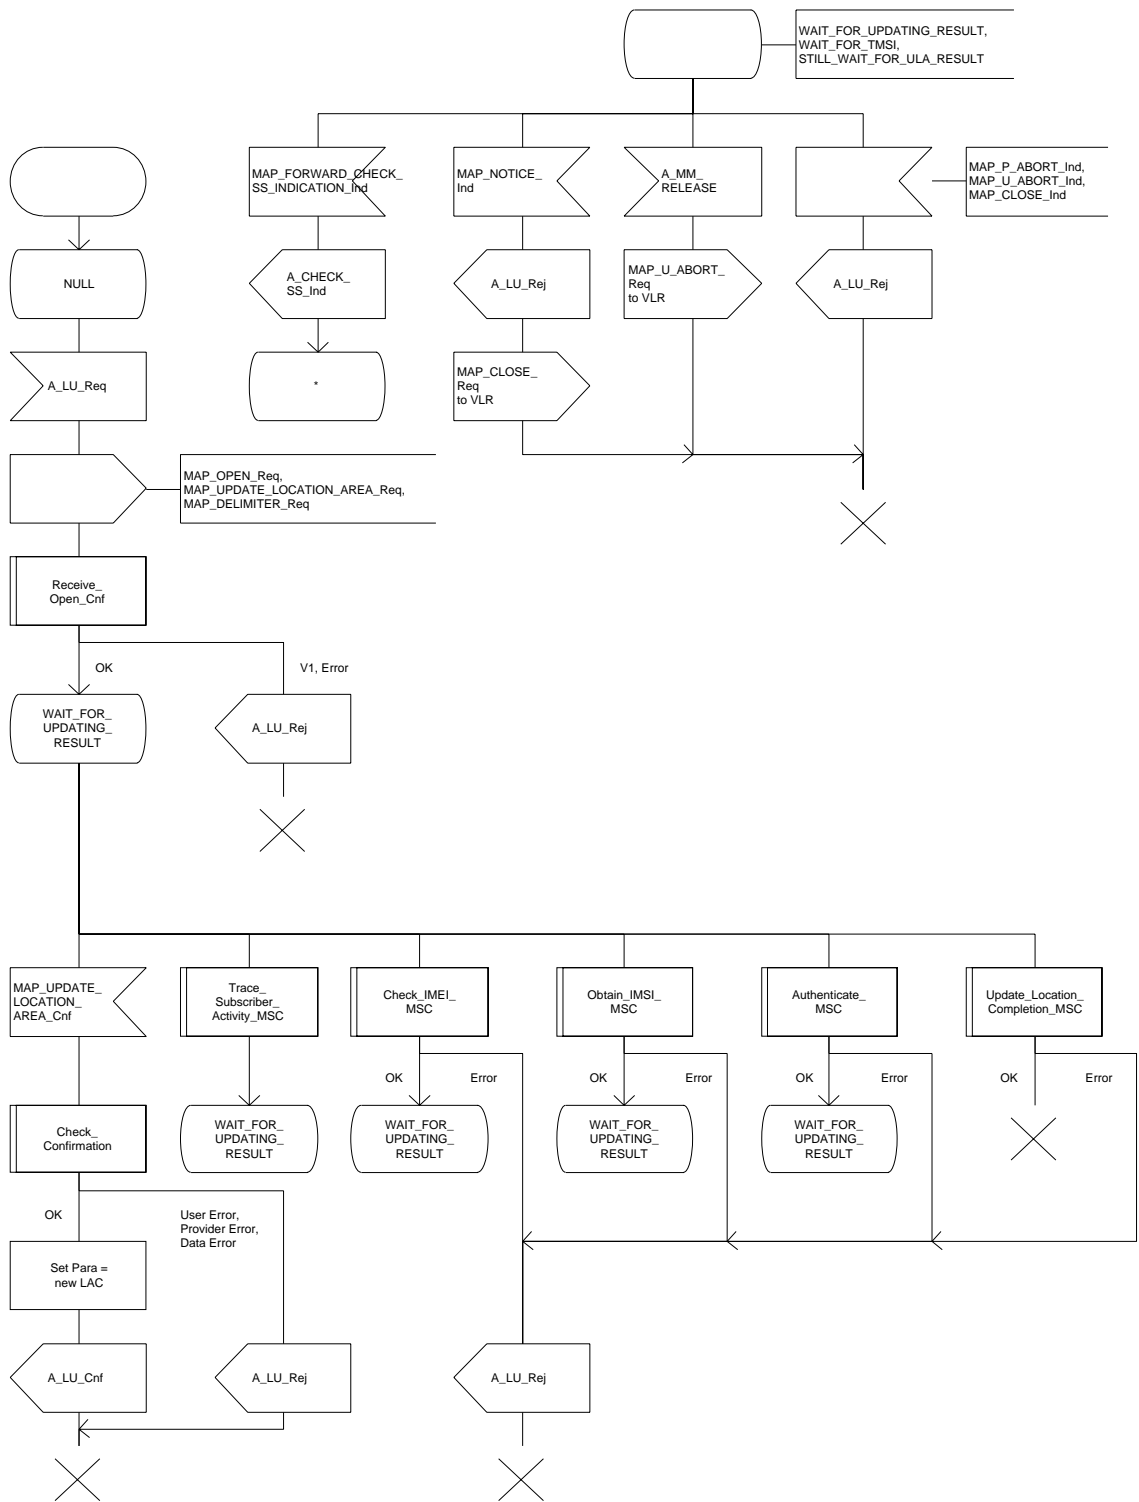 WAIT_FOR_UPDATING_RESULT,
WAIT_FOR_TMSI,
STILL_WAIT_FOR_ULA_RESULT
MAP_FORWARD_CHECK_
SS_INDICATION_Ind
MAP_NOTICE_
Ind
A_MM_
RELEASE
MAP_P_ABORT_Ind,
MAP_U_ABORT_Ind,
MAP_CLOSE_Ind
NULL
A_CHECK_
SS_Ind
A_LU_Rej
MAP_U_ABORT_
Req
to VLR
A_LU_Rej
A_LU_Req
*
MAP_CLOSE_
Req
to VLR
MAP_OPEN_Req,
MAP_UPDATE_LOCATION_AREA_Req,
MAP_DELIMITER_Req
Receive_
Open_Cnf
OK
V1, Error
WAIT_FOR_
UPDATING_
RESULT
A_LU_Rej
MAP_UPDATE_
LOCATION_
AREA_Cnf
Trace_
Subscriber_
Activity_MSC
Check_IMEI_
MSC
Obtain_IMSI_
MSC
Authenticate_
MSC
Update_Location_
Completion_MSC
OK
Error
OK
Error
OK
Error
OK
Error
Check_
Confirmation
WAIT_FOR_
UPDATING_
RESULT
WAIT_FOR_
UPDATING_
RESULT
WAIT_FOR_
UPDATING_
RESULT
WAIT_FOR_
UPDATING_
RESULT
OK
User Error,
Provider Error,
Data Error
Set Para =
new LAC
A_LU_Cnf
A_LU_Rej
A_LU_Rej